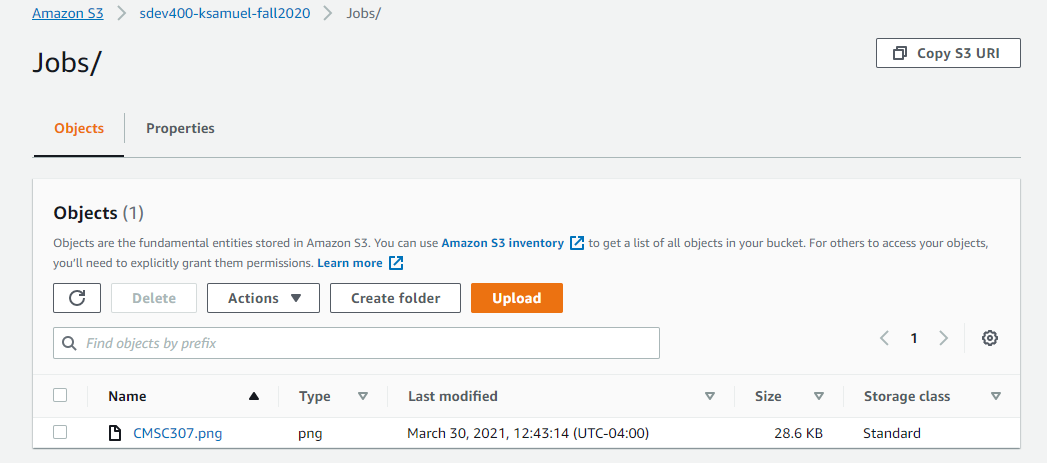 Amazon S3 > sdev400-ksamuel-fall2020 > Jobs/
Jobs/
Copy S3 URI
Objects
Properties
Objects (1)
Objects are the fundamental entities stored in Amazon S3. You can use Amazon S3 inventory to get a list of all objects in your bucket. For others to access your objects,
you'll need to explicitly grant them permissions. Learn more
Delete Actions Create folder Upload
Find objects by prefix
1
Name Type Last modified Size Storage class
CMSC307.png png March 30, 2021, 12:43:14 (UTC-04:00) 28.6 KB Standard